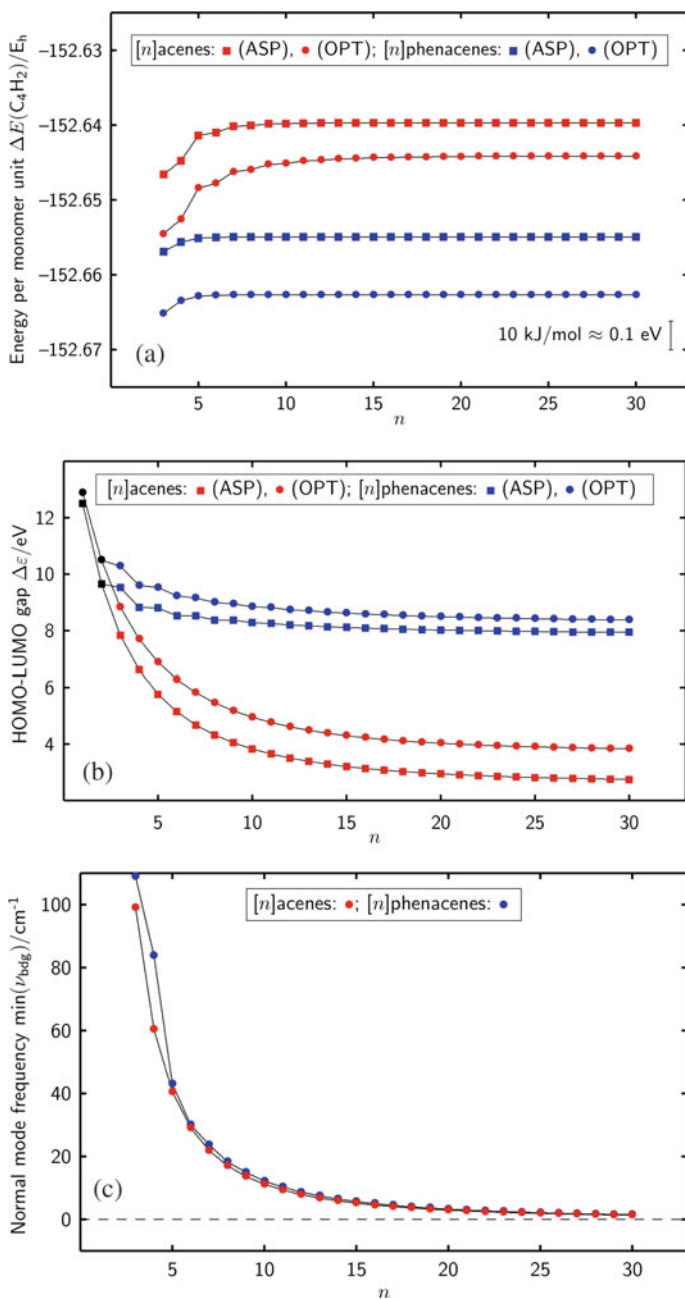 [n]acenes: ■ (ASP), ● (OPT); [n]phenacenes: ■ (ASP), ● (OPT)
Energy per monomer unit ΔE(C₄H₂)/Eₕ
−152.63
−152.64
−152.65
−152.66
−152.67
10 kJ/mol ≈ 0.1 eV
(a)
5 10 15 20 25 30
n
[n]acenes: ■ (ASP), ● (OPT); [n]phenacenes: ■ (ASP), ● (OPT)
HOMO-LUMO gap Δε/eV
12
10
8
6
4
(b)
5 10 15 20 25 30
n
[n]acenes: ●; [n]phenacenes: ●
Normal mode frequency min(ν_bdg)/cm⁻¹
100
80
60
40
20
0
(c)
5 10 15 20 25 30
n